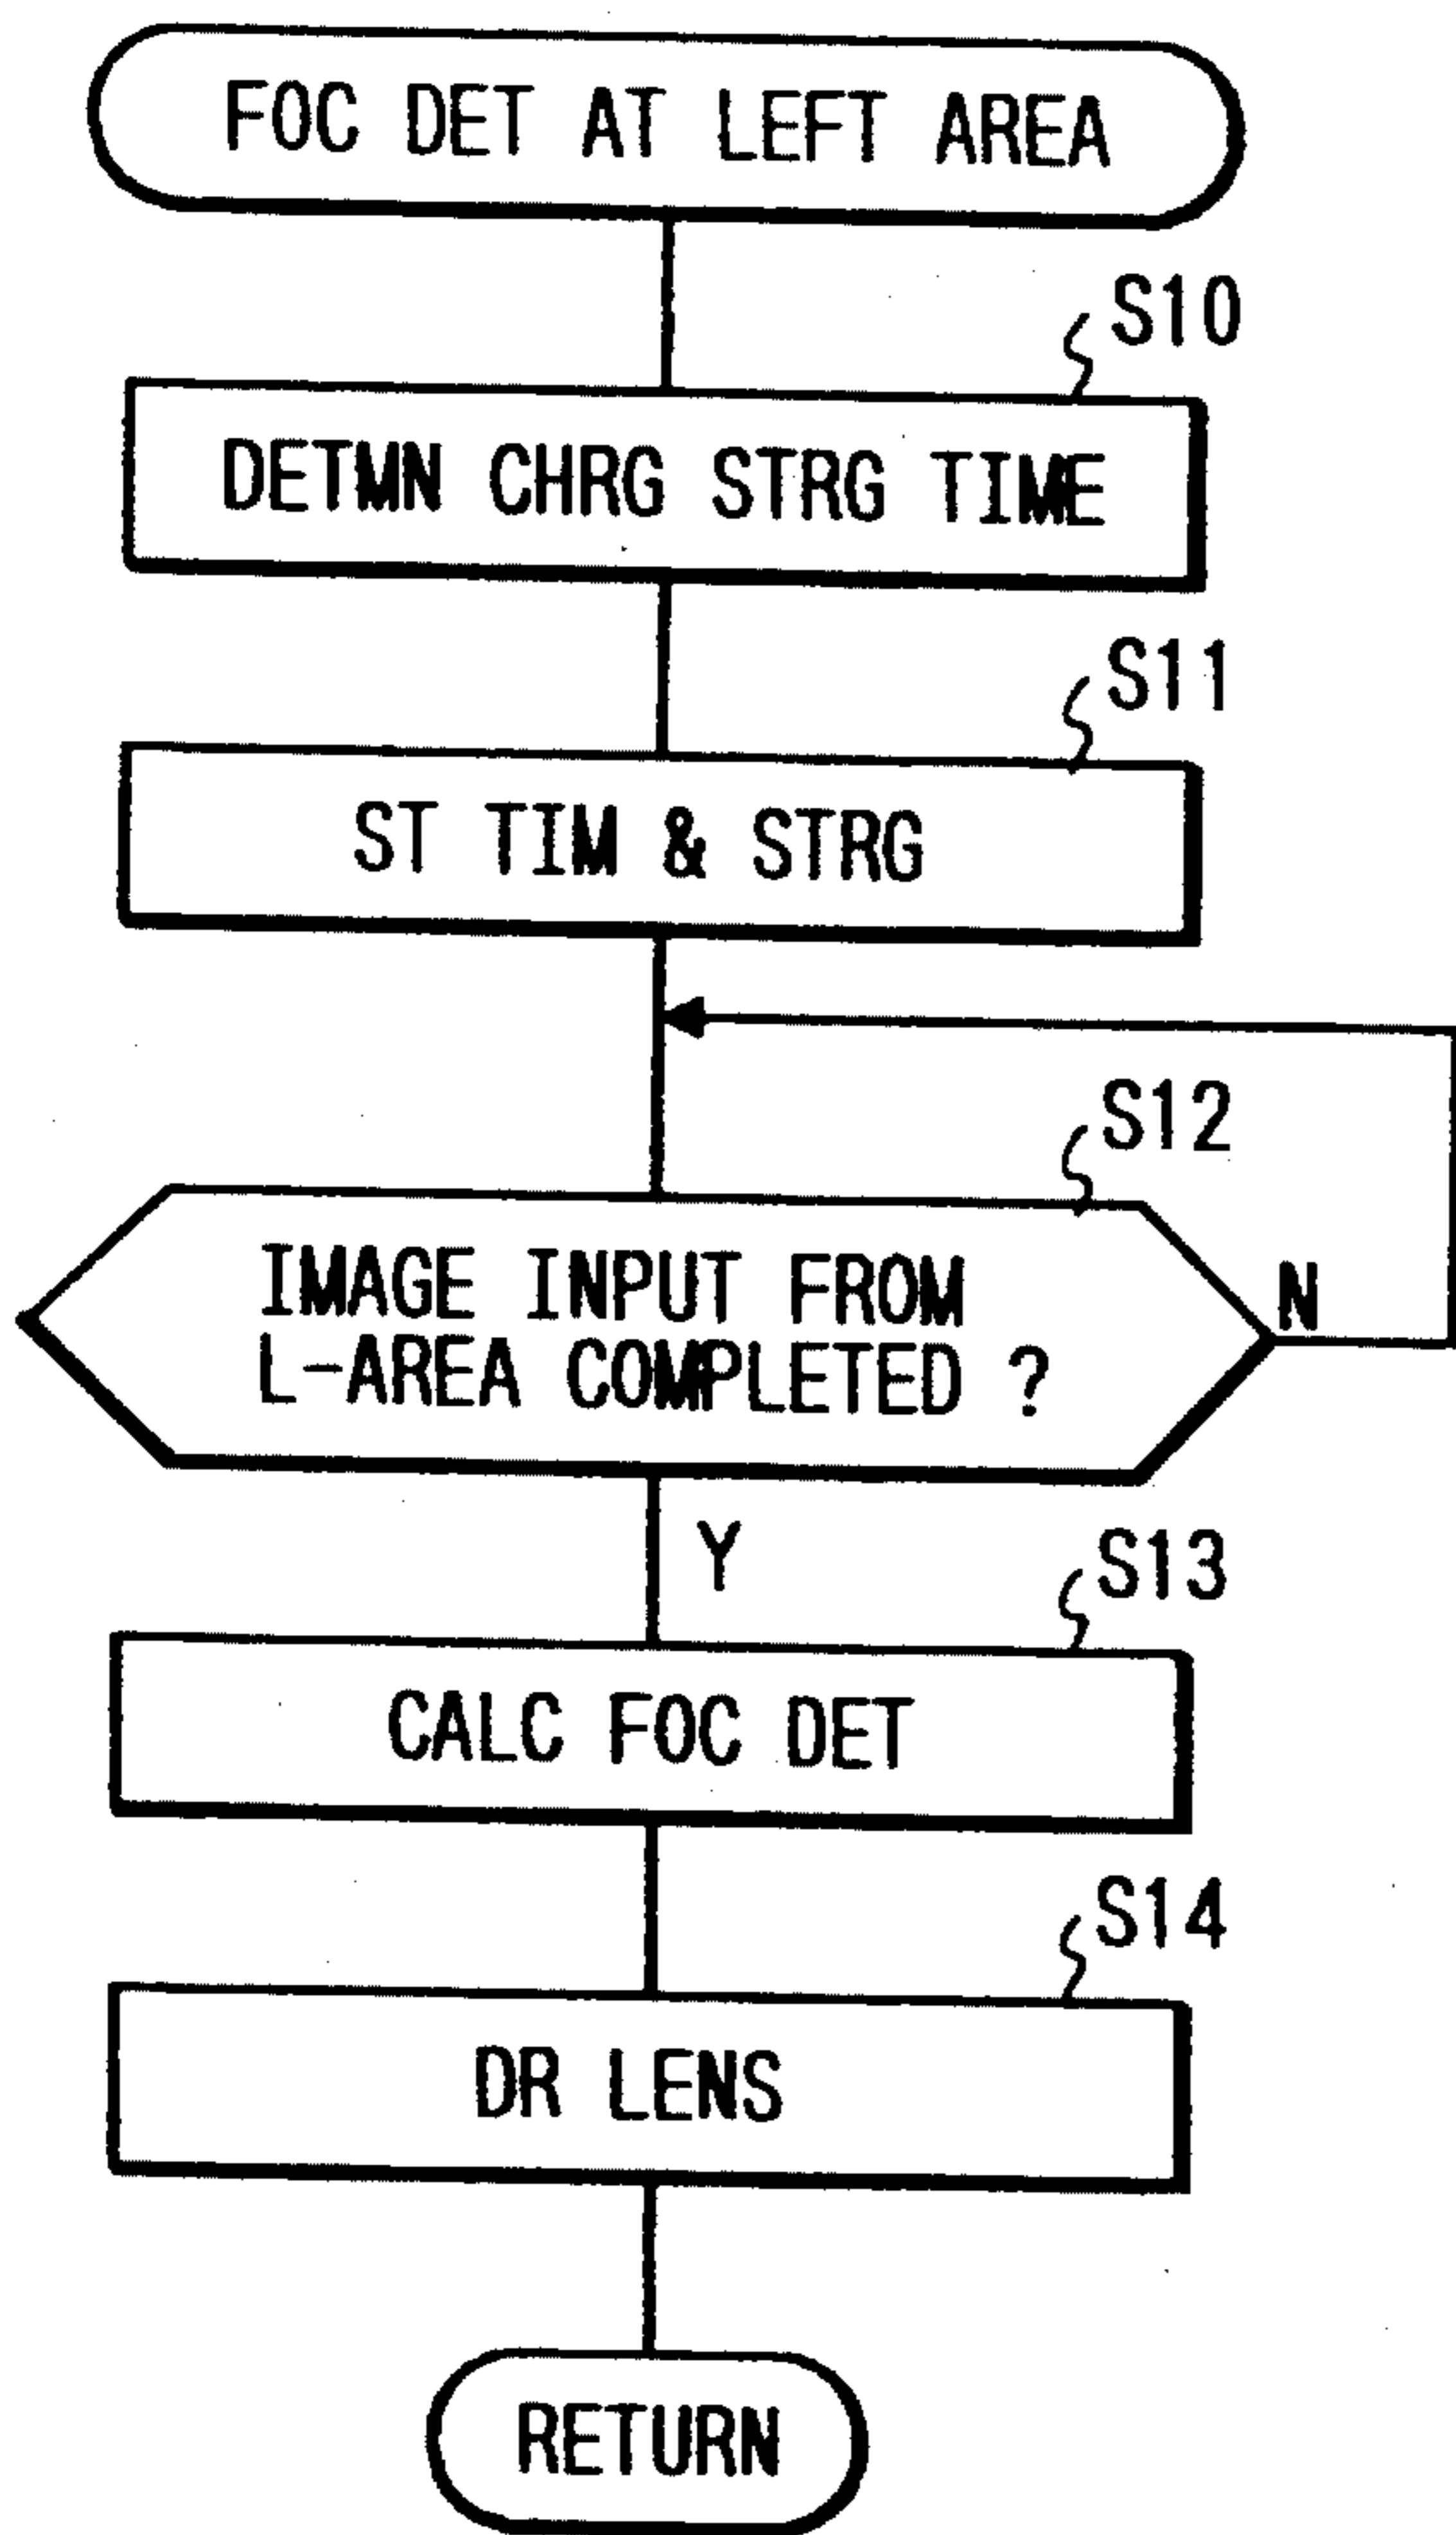 FOC DET AT LEFT AREA
S10
DETMN CHRG STRG TIME
S11
ST TIM & STRG
S12
IMAGE INPUT FROM
L-AREA COMPLETED ?
N
Y
S13
CALC FOC DET
S14
DR LENS
RETURN